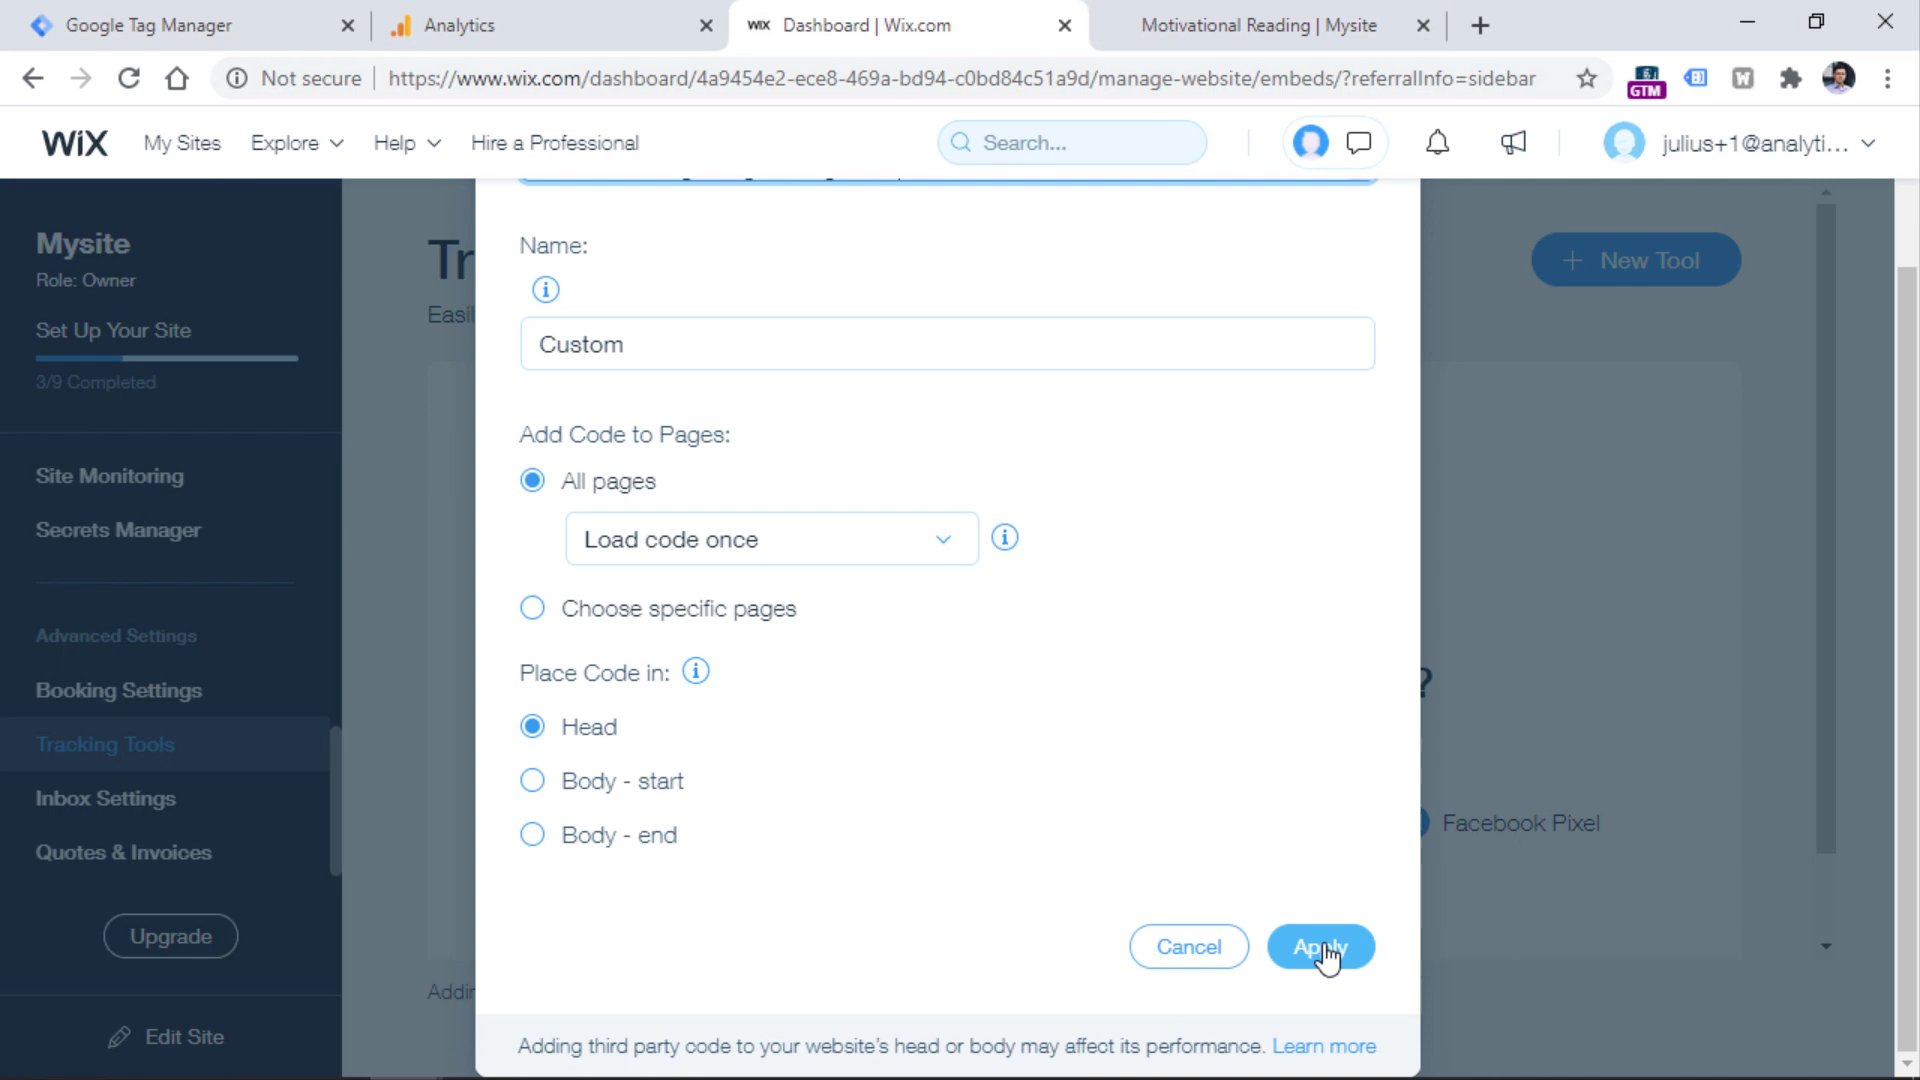 Google Tag Manager
Analytics
WiX Dashboard | Wix.com
Motivational Reading | Mysite
Not secure
https://www.wix.com/dashboard/4a9454e2-ece8-469a-bd94-c0bd84c51a9d/manage-website/embeds/?referralInfo=sidebar
GTM
WiX
My Sites
Explore
Help
Hire a Professional
Search...
julius+1@analyti...
Mysite
Role: Owner
Set Up Your Site
3/9 Completed
Site Monitoring
Secrets Manager
Advanced Settings
Booking Settings
Tracking Tools
Inbox Settings
Quotes & Invoices
Upgrade
Edit Site
Tr
Easil
+ New Tool
Name:
Custom
Add Code to Pages:
All pages
Load code once
Choose specific pages
Place Code in:
Head
Body - start
Body - end
?
Facebook Pixel
Cancel
Apply
Addin
Adding third party code to your website's head or body may affect its performance. Learn more